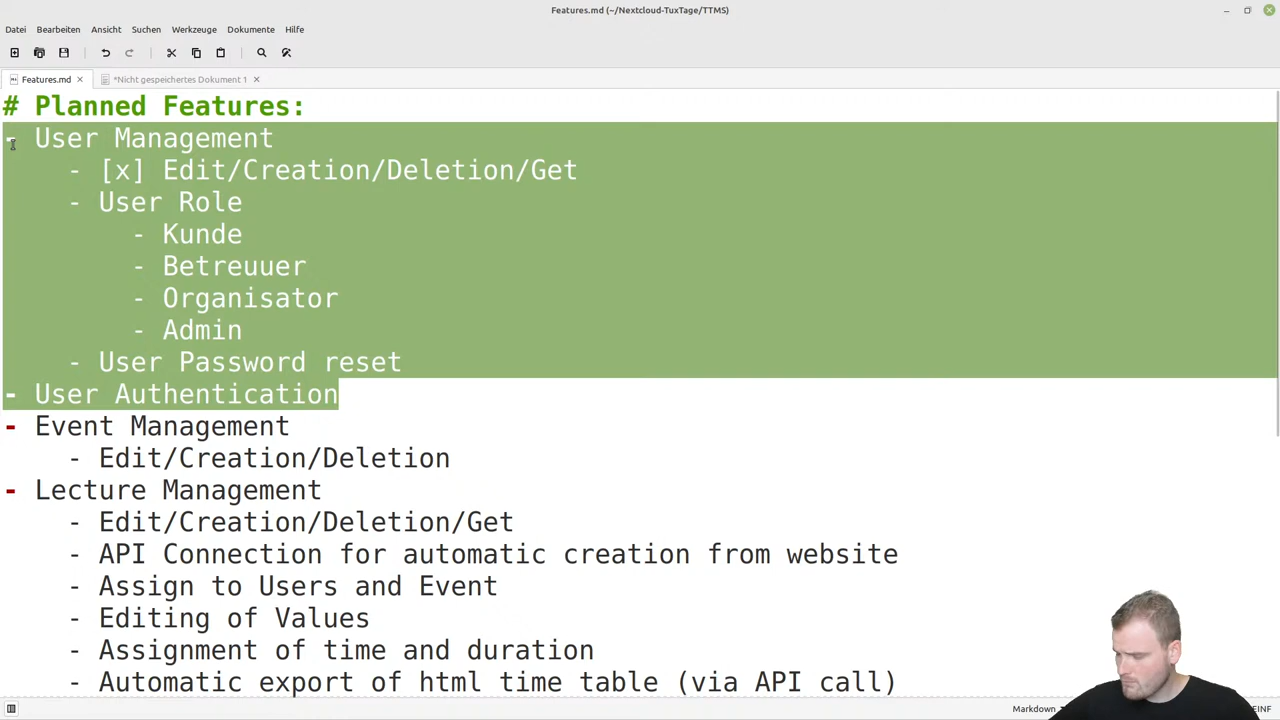 Features.md (~/Nextcloud-TuxTage/TTMS)
Datei Bearbeiten Ansicht Suchen Werkzeuge Dokumente Hilfe
Features.md *Nicht gespeichertes Dokument 1
# Planned Features:
- User Management
- [x] Edit/Creation/Deletion/Get
- User Role
- Kunde
- Betreuuer
- Organisator
- Admin
- User Password reset
- User Authentication
- Event Management
- Edit/Creation/Deletion
- Lecture Management
- Edit/Creation/Deletion/Get
- API Connection for automatic creation from website
- Assign to Users and Event
- Editing of Values
- Assignment of time and duration
- Automatic export of html time table (via API call)
Markdown EINF